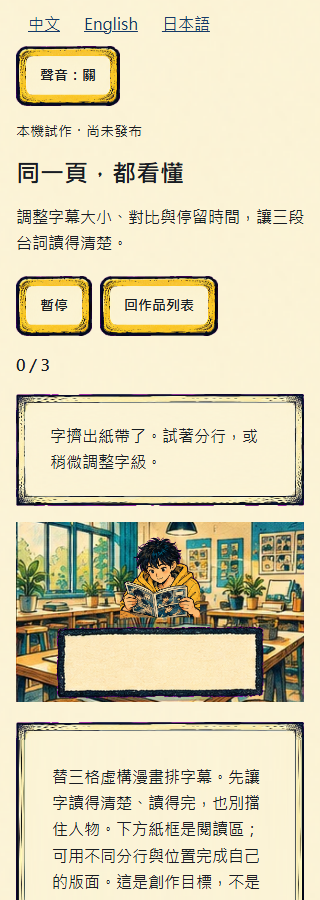 中文 English 日本語
聲音：關
本機試作・尚未發布
同一頁，都看懂
調整字幕大小、對比與停留時間，讓三段
台詞讀得清楚。
暫停 回作品列表
0 / 3
字擠出紙帶了。試著分行，或
稍微調整字級。
替三格虛構漫畫排字幕。先讓
字讀得清楚、讀得完，也別擋
住人物。下方紙框是閱讀區；
可用不同分行與位置完成自己
的版面。這是創作目標，不是